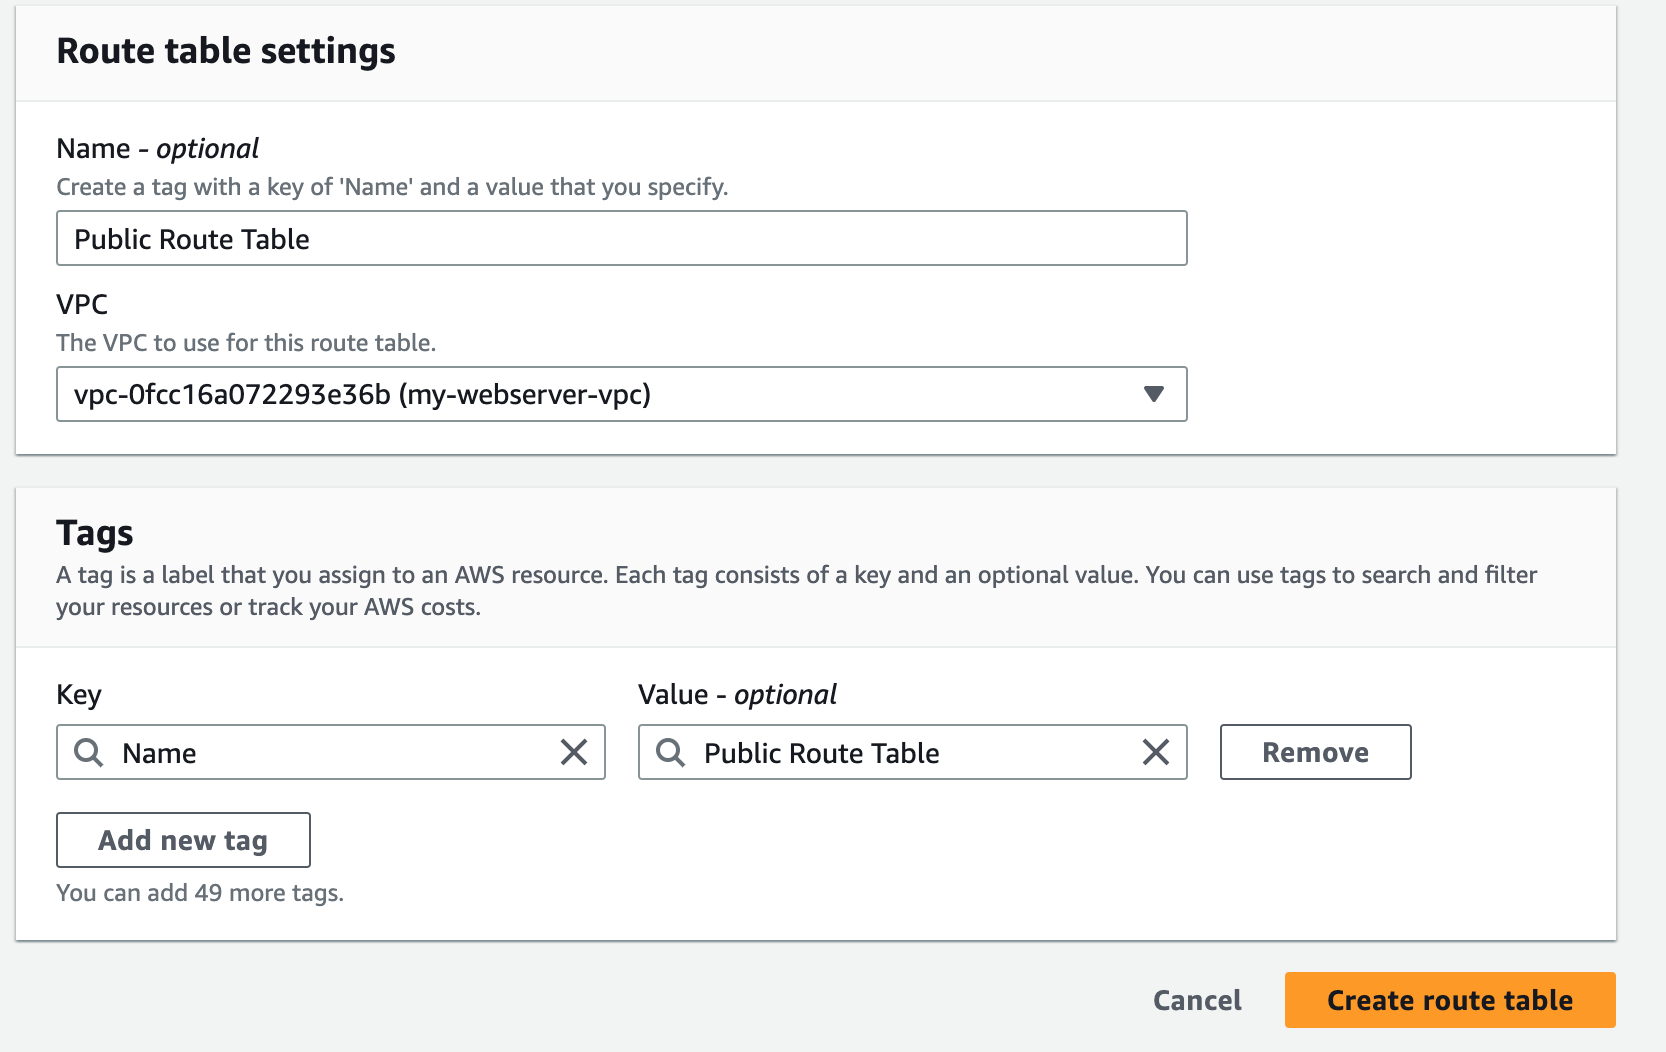 Route table settings
Name - optional
Create a tag with a key of 'Name' and a value that you specify.
Public Route Table
VPC
The VPC to use for this route table.
vpc-0fcc16a072293e36b (my-webserver-vpc)
Tags
A tag is a label that you assign to an AWS resource. Each tag consists of a key and an optional value. You can use tags to search and filter
your resources or track your AWS costs.
Key
Value - optional
Name
Public Route Table
Remove
Add new tag
You can add 49 more tags.
Cancel
Create route table